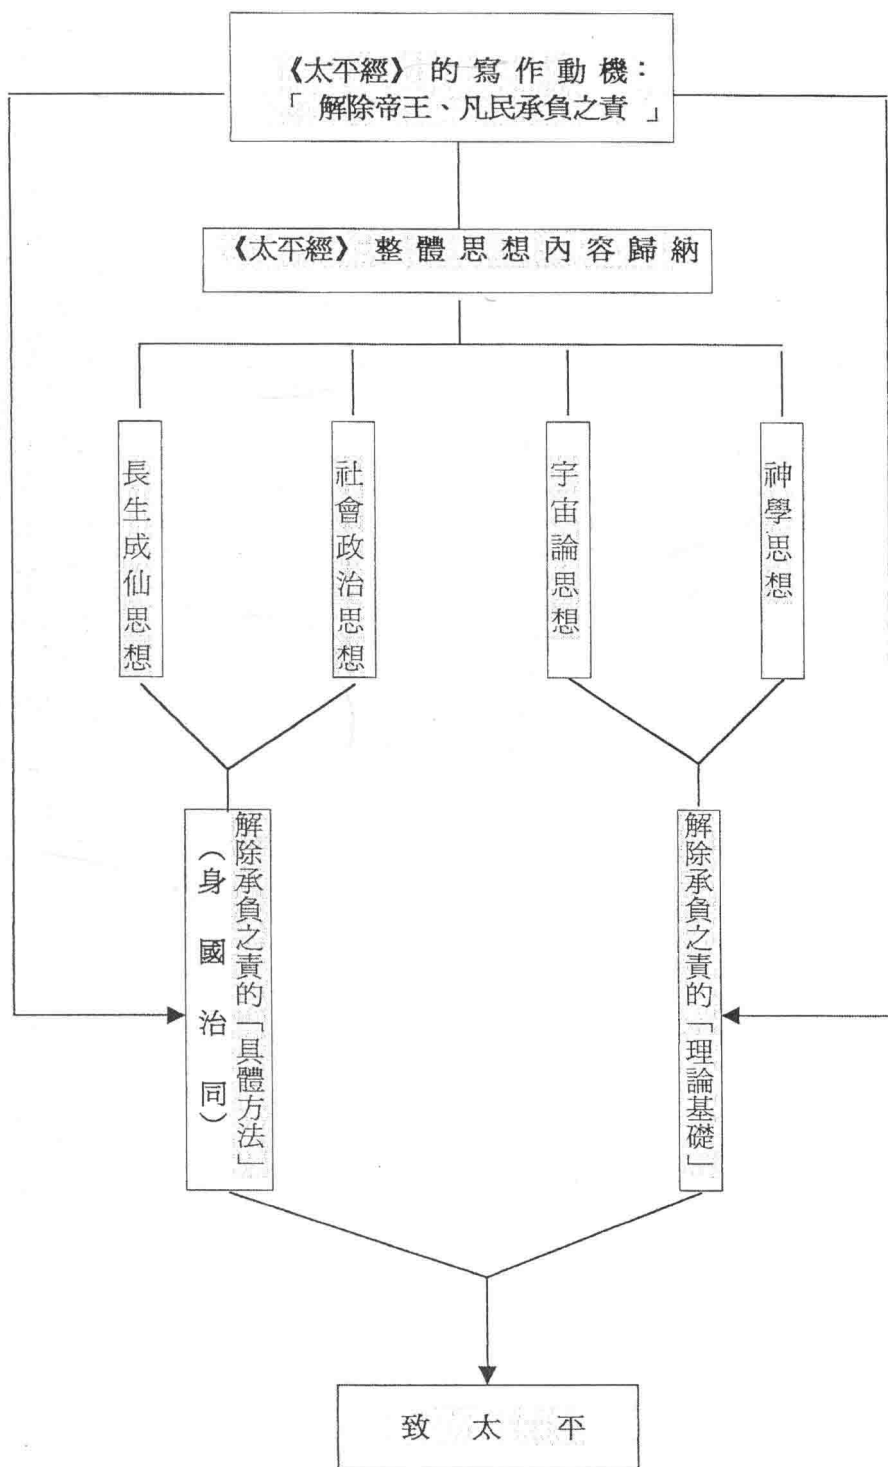 《太平經》的寫作動機：
「解除帝王、凡民承負之責」
《太平經》整體思想內容歸納
神學思想
宇宙論思想
社會政治思想
長生成仙思想
解除承負之責的「理論基礎」
解除承負之責的「具體方法」
（身國治同）
致太平